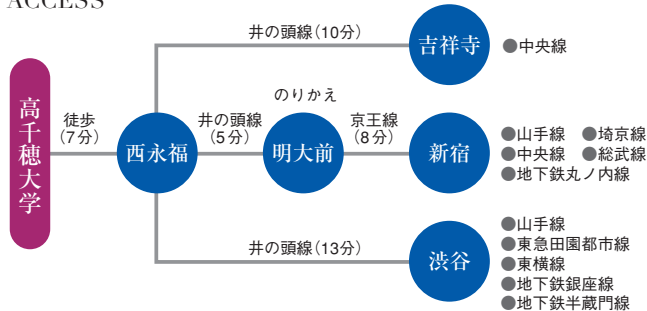 ACCESS
井の頭線（10分）
吉祥寺
●中央線
高千穂大学
徒歩
（7分）
西永福
井の頭線
（5分）
のりかえ
明大前
京王線
（8分）
新宿
●山手線 ●埼京線
●中央線 ●総武線
●地下鉄丸ノ内線
井の頭線（13分）
渋谷
●山手線
●東急田園都市線
●東横線
●地下鉄銀座線
●地下鉄半蔵門線